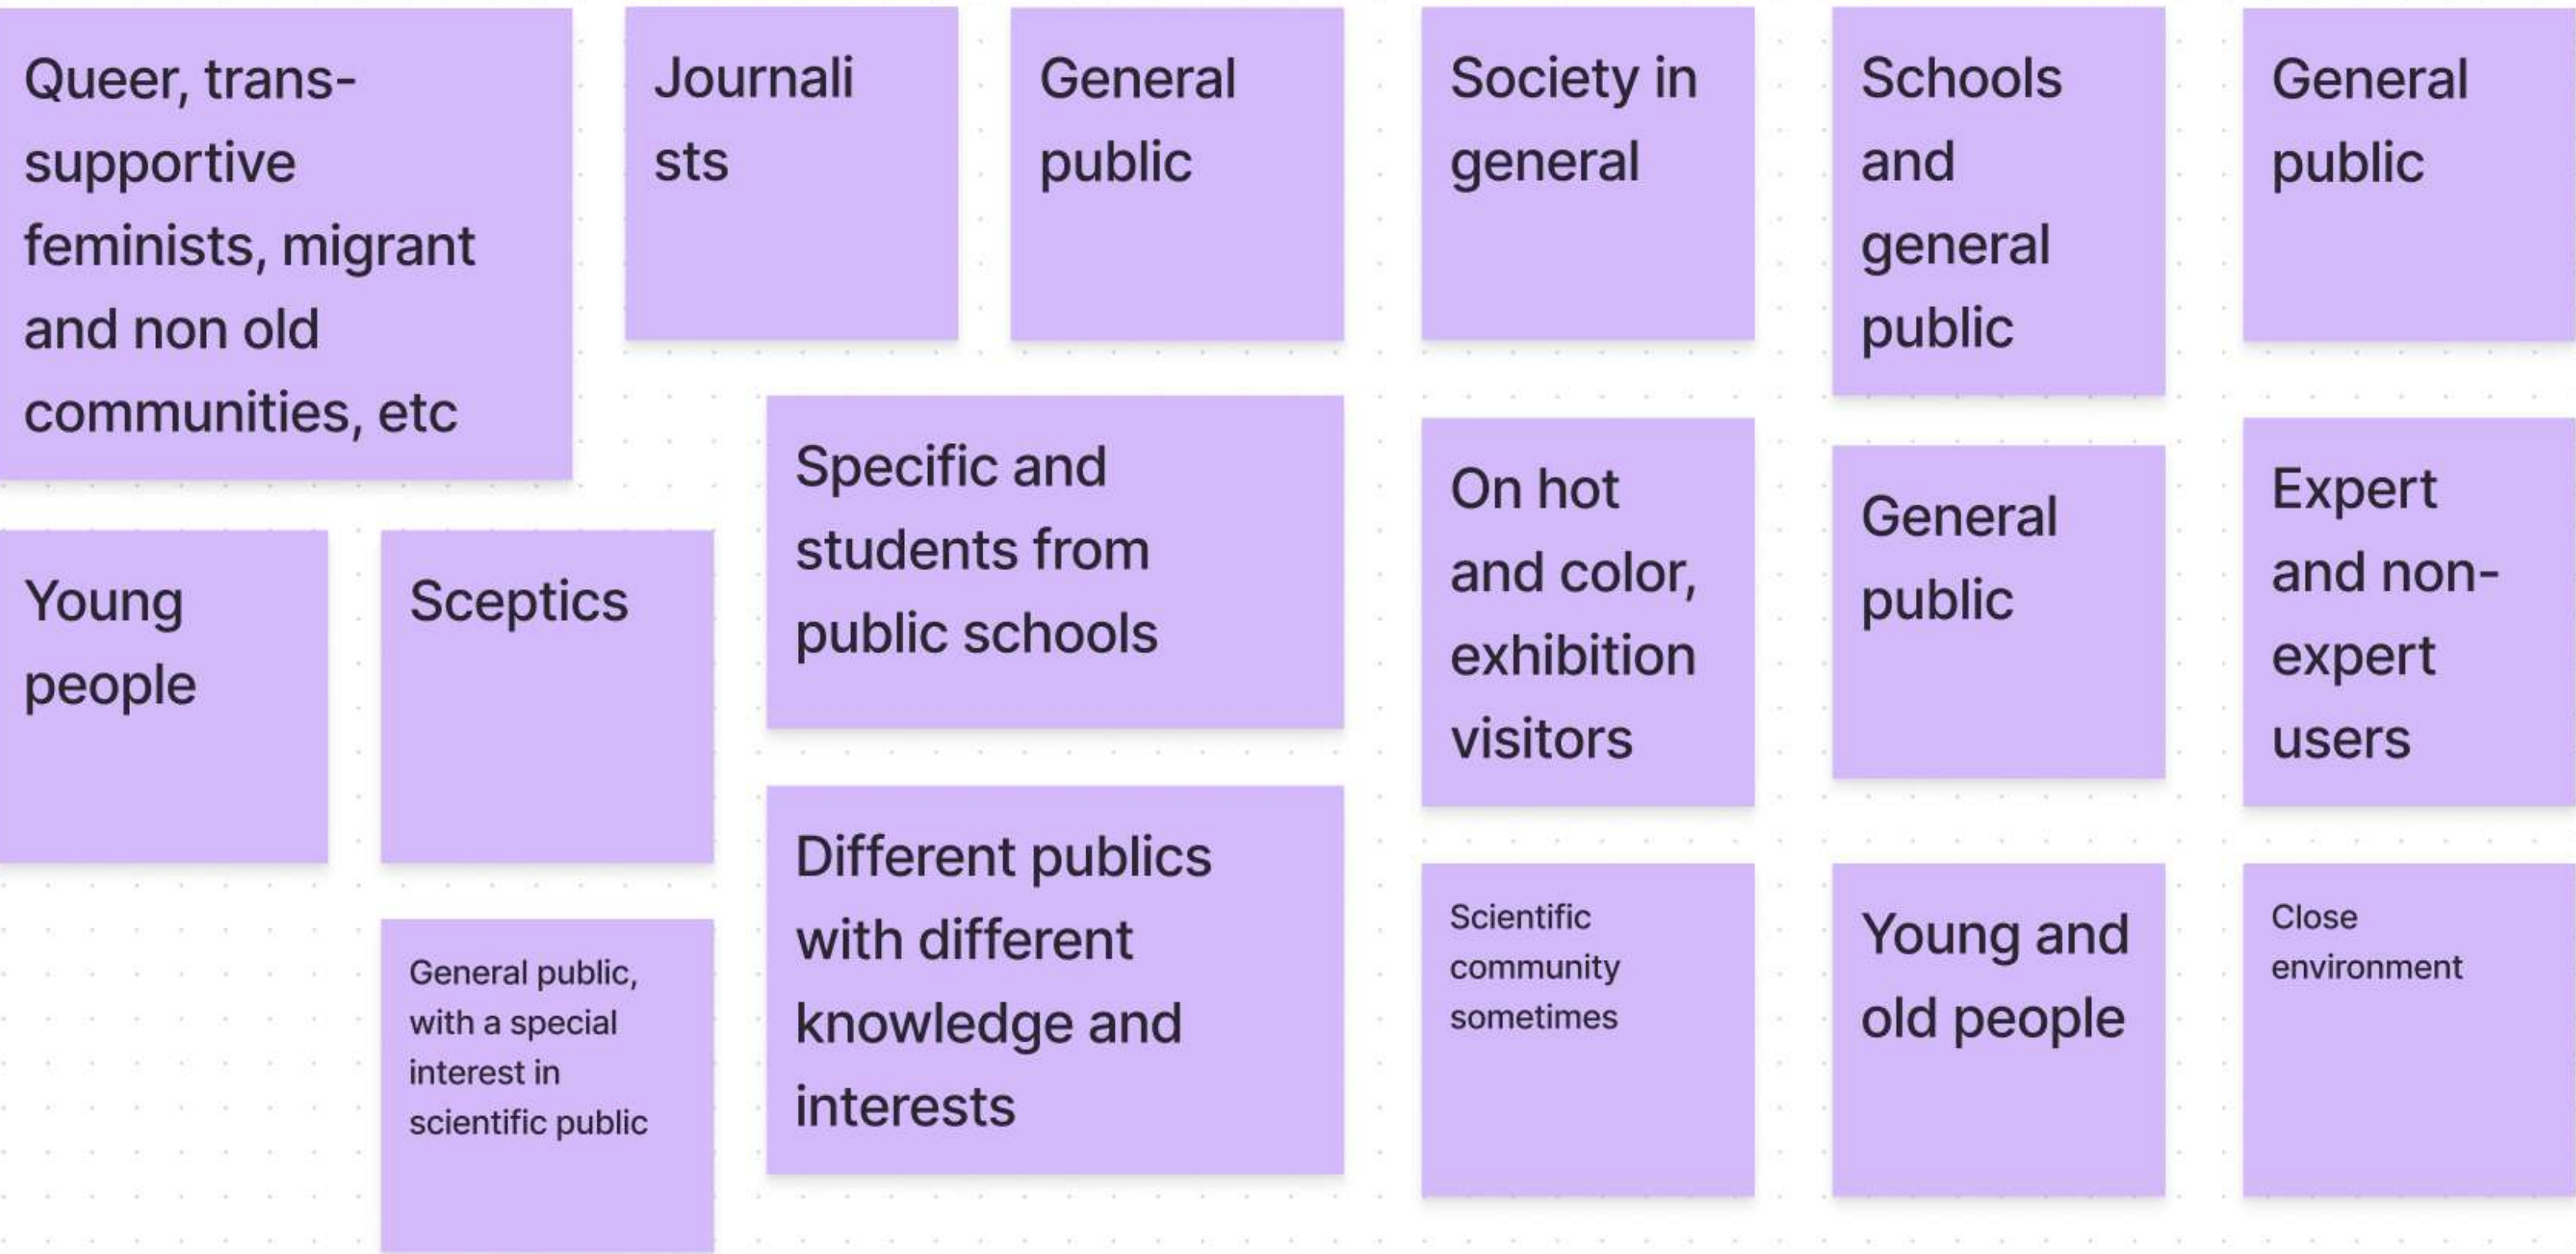 Queer, trans-
supportive
feminists, migrant
and non old
communities, etc
Journali
sts
General
public
Society in
general
Schools
and
general
public
General
public
Young
people
Sceptics
Specific and
students from
public schools
On hot
and color,
exhibition
visitors
General
public
Expert
and non-
expert
users
General public,
with a special
interest in
scientific public
Different publics
with different
knowledge and
interests
Scientific
community
sometimes
Young and
old people
Close
environment